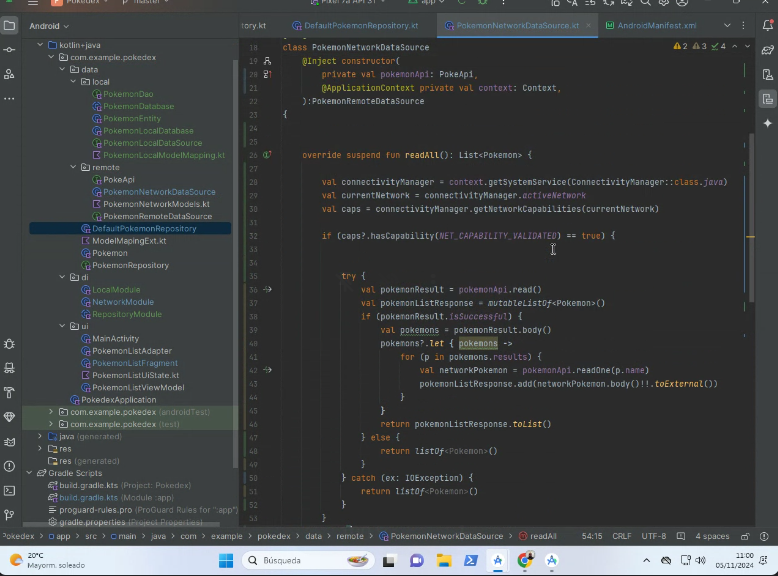 Pokedex
master
Pixel 7a API 31
app
Android
tory.kt
DefaultPokemonRepository.kt
PokemonNetworkDataSource.kt
AndroidManifest.xml
kotlin+java
com.example.pokedex
data
local
PokemonDao
PokemonDatabase
PokemonEntity
PokemonLocalDatabase
PokemonLocalDataSource
PokemonLocalModelMapping.kt
remote
PokeApi
PokemonNetworkDataSource
PokemonNetworkModels.kt
PokemonRemoteDataSource
DefaultPokemonRepository
ModelMapingExt.kt
Pokemon
PokemonRepository
di
LocalModule
NetworkModule
RepositoryModule
ui
MainActivity
PokemonListAdapter
PokemonListFragment
PokemonListUiState.kt
PokemonListViewModel
PokedexApplication
com.example.pokedex (androidTest)
com.example.pokedex (test)
java (generated)
res
res (generated)
Gradle Scripts
build.gradle.kts (Project: Pokedex)
build.gradle.kts (Module :app)
proguard-rules.pro (ProGuard Rules for ":app")
gradle.properties (Project Properties)
2 3 4
18 class PokemonNetworkDataSource
19 @Inject constructor(
20 private val pokemonApi: PokeApi,
21 @ApplicationContext private val context: Context,
22 ):PokemonRemoteDataSource
23 {
24
25
26 override suspend fun readAll(): List<Pokemon> {
27
28 val connectivityManager = context.getSystemService(ConnectivityManager::class.java)
29 val currentNetwork = connectivityManager.activeNetwork
30 val caps = connectivityManager.getNetworkCapabilities(currentNetwork)
31
32 if (caps?.hasCapability(NET_CAPABILITY_VALIDATED) == true) {
33
34
35 try {
36 val pokemonResult = pokemonApi.read()
37 val pokemonListResponse = mutableListOf<Pokemon>()
38 if (pokemonResult.isSuccessful) {
39 val pokemons = pokemonResult.body()
40 pokemons?.let { pokemons ->
41 for (p in pokemons.results) {
42 val networkPokemon = pokemonApi.readOne(p.name)
43 pokemonListResponse.add(networkPokemon.body()!!.toExternal())
44 }
45 }
46 return pokemonListResponse.toList()
47 } else {
48 return listOf<Pokemon>()
49 }
50 } catch (ex: IOException) {
51 return listOf<Pokemon>()
52 }
53 }
Pokedex > app > src > main > java > com > example > pokedex > data > remote > PokemonNetworkDataSource > readAll
54:15 CRLF UTF-8 4 spaces
20°C
Mayorm. soleado
Búsqueda
11:00
05/11/2024